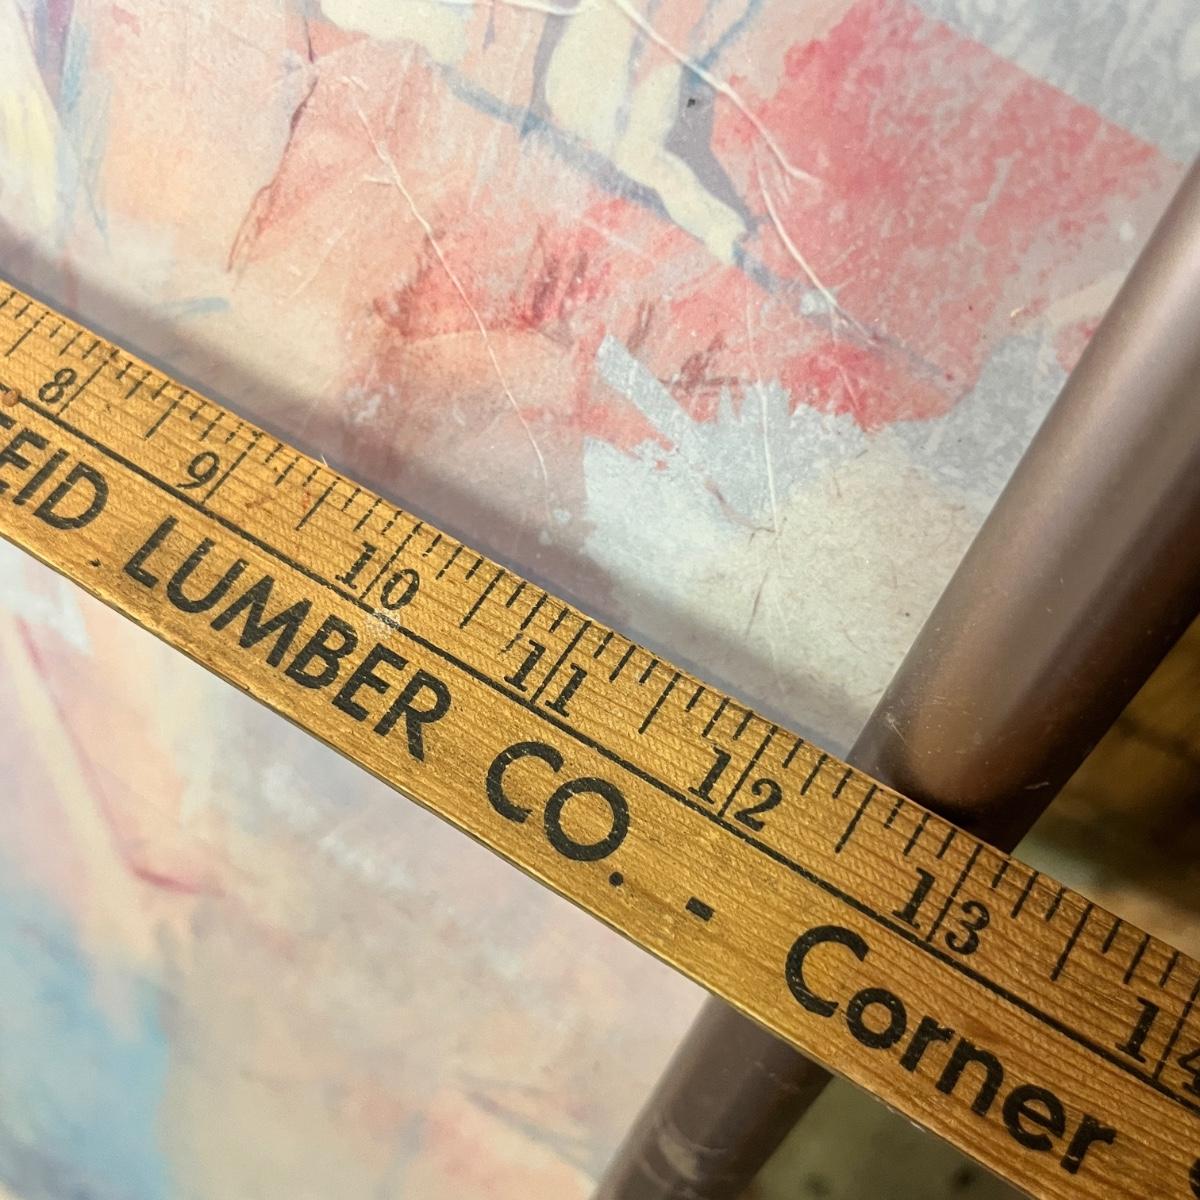 8 9 10 11 12 13 14
EID LUMBER CO. - Corner